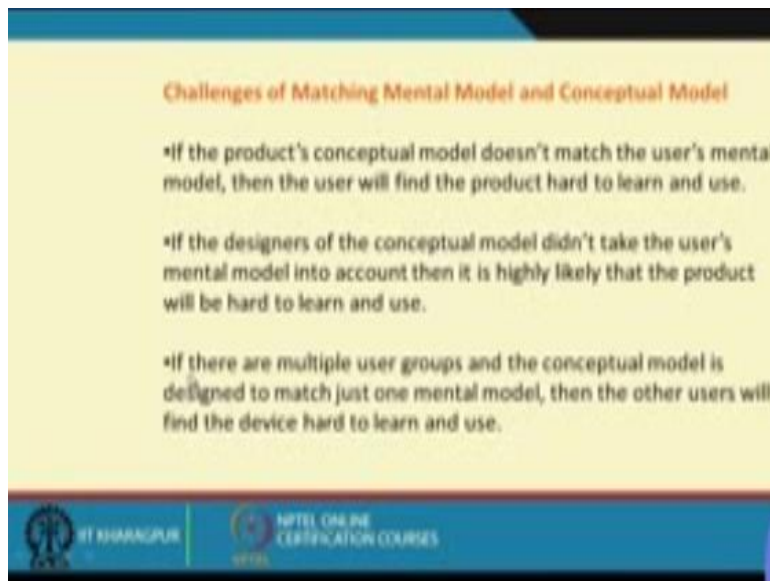 Challenges of Matching Mental Model and Conceptual Model
•If the product's conceptual model doesn't match the user's mental
model, then the user will find the product hard to learn and use.
•If the designers of the conceptual model didn't take the user's
mental model into account then it is highly likely that the product
will be hard to learn and use.
•If there are multiple user groups and the conceptual model is
designed to match just one mental model, then the other users will
find the device hard to learn and use.
IIT KHARAGPUR
NPTEL ONLINE
CERTIFICATION COURSES
NPTEL